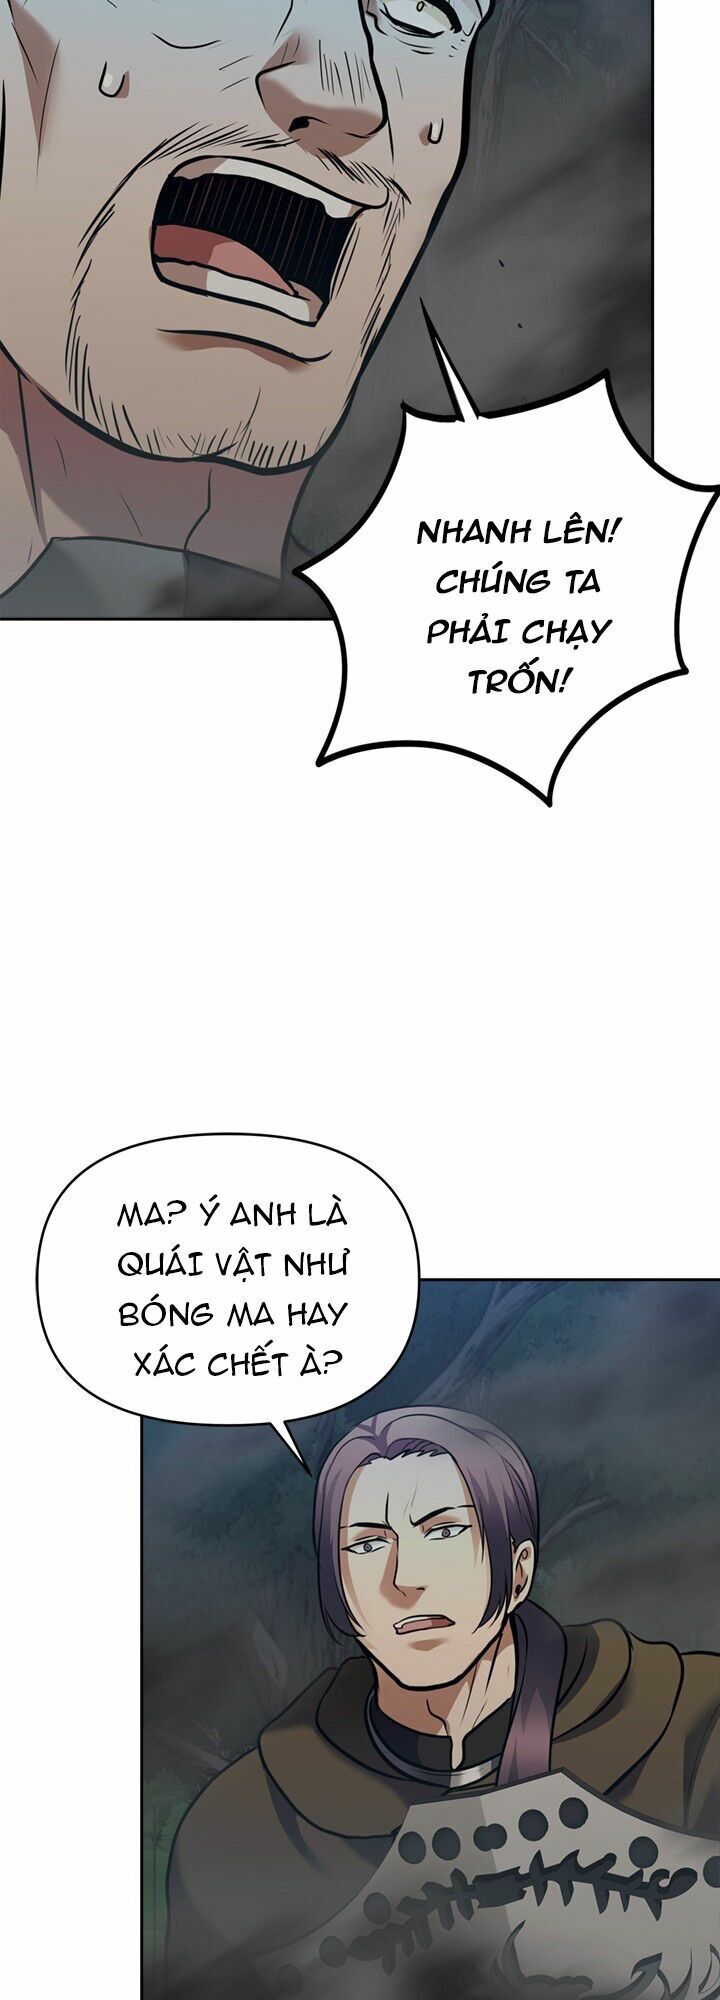 NHANH LÊN!
CHÚNG TA
PHẢI CHẠY
TRỐN!
MA? Ý ANH LÀ
QUÁI VẬT NHƯ
BÓNG MA HAY
XÁC CHẾT À?